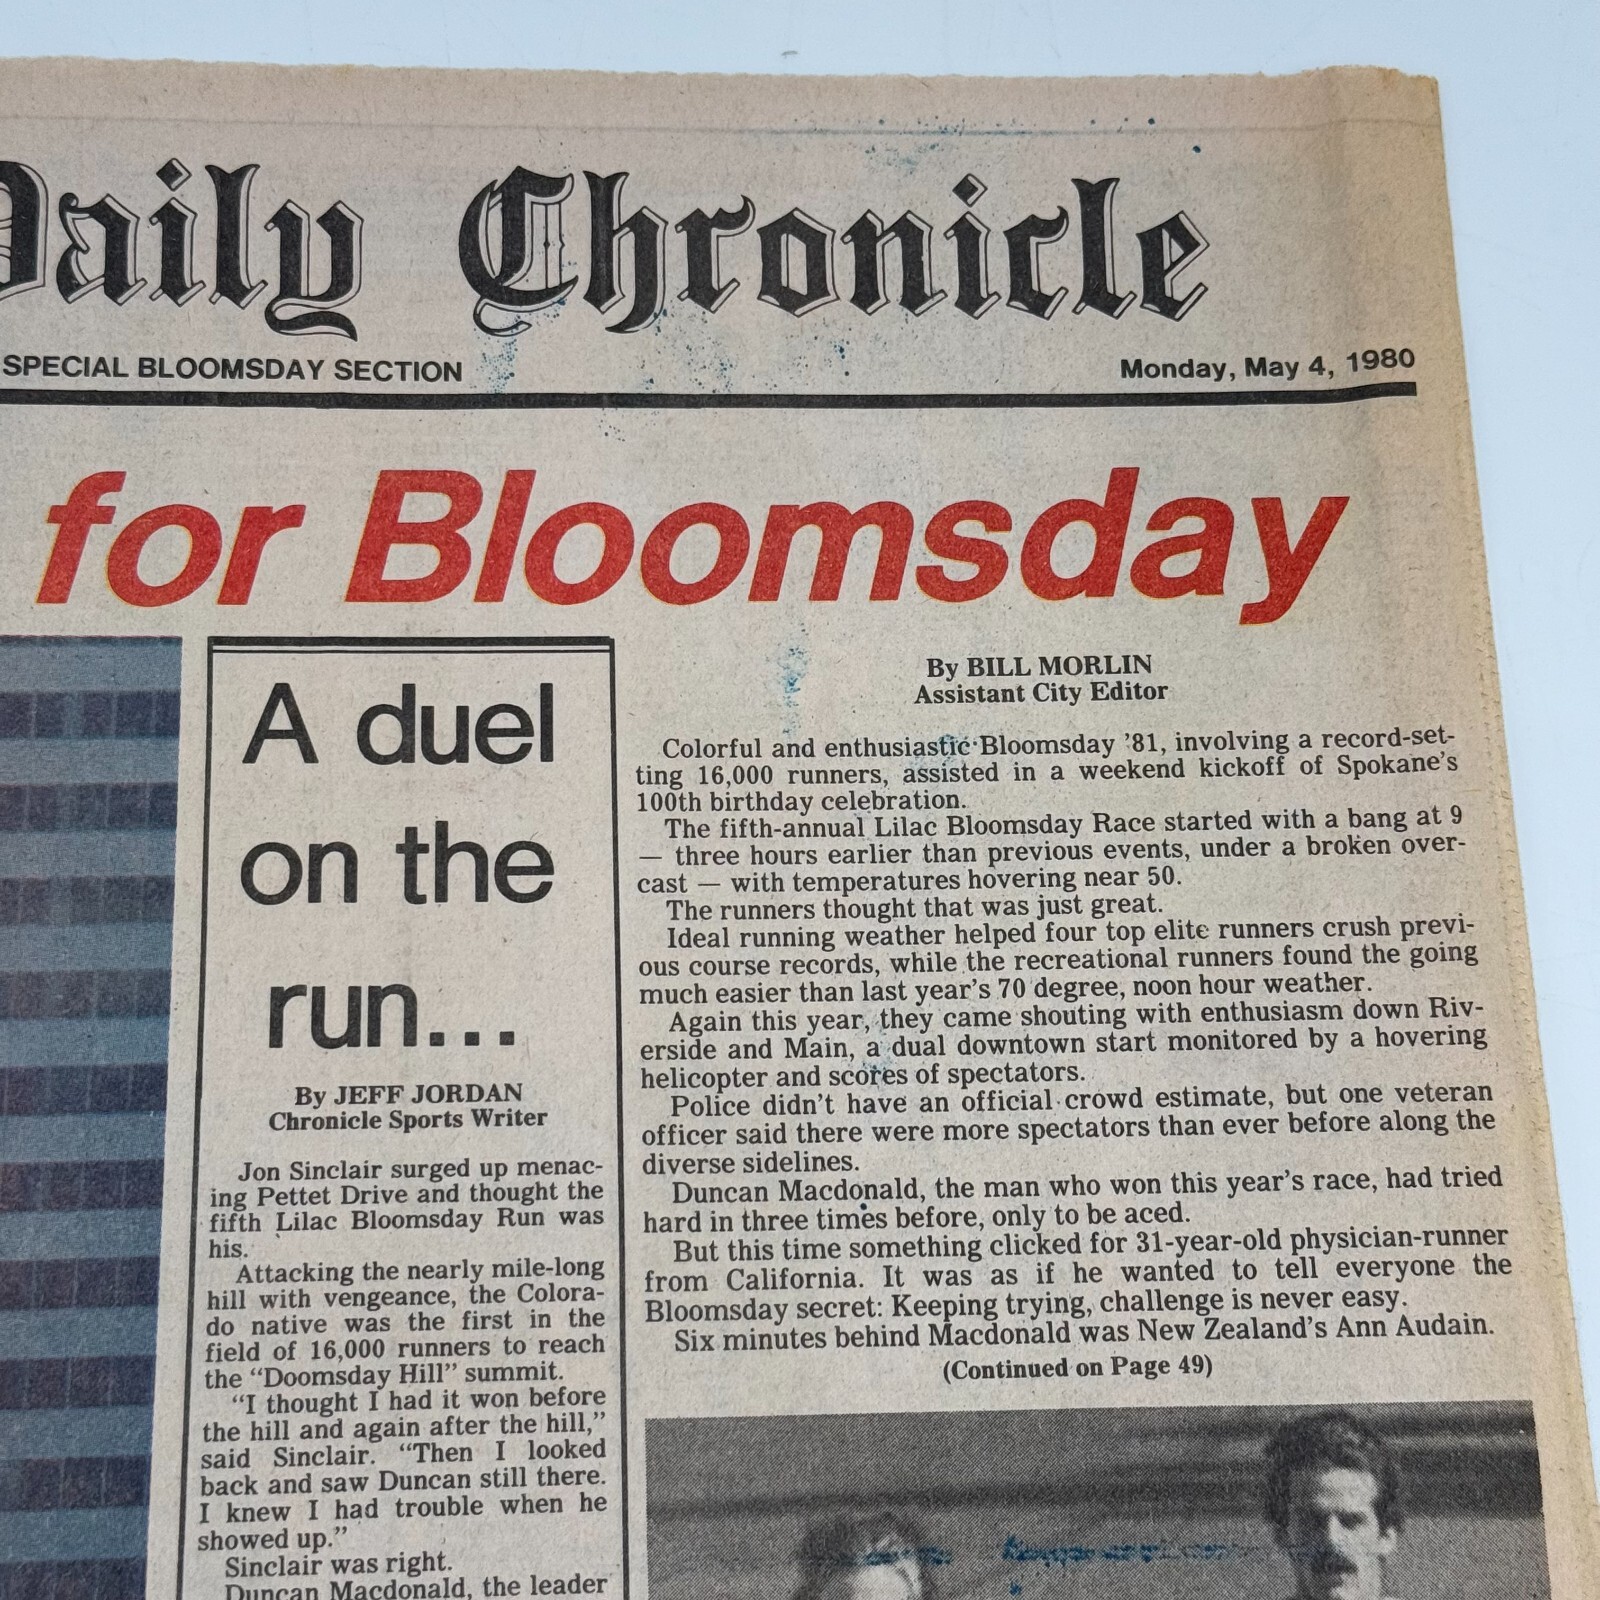 Daily Chronicle
SPECIAL BLOOMSDAY SECTION
Monday, May 4, 1980
for Bloomsday
A duel
on the
run...
By JEFF JORDAN
Chronicle Sports Writer
Jon Sinclair surged up menac-
ing Pettet Drive and thought the
fifth Lilac Bloomsday Run was
his.
Attacking the nearly mile-long
hill with vengeance, the Colora-
do native was the first in the
field of 16,000 runners to reach
the “Doomsday Hill” summit.
“I thought I had it won before
the hill and again after the hill,”
said Sinclair. “Then I looked
back and saw Duncan still there.
I knew I had trouble when he
showed up.”
Sinclair was right.
Duncan Macdonald, the leader
By BILL MORLIN
Assistant City Editor
Colorful and enthusiastic Bloomsday ’81, involving a record-set-
ting 16,000 runners, assisted in a weekend kickoff of Spokane’s
100th birthday celebration.
The fifth-annual Lilac Bloomsday Race started with a bang at 9
— three hours earlier than previous events, under a broken over-
cast — with temperatures hovering near 50.
The runners thought that was just great.
Ideal running weather helped four top elite runners crush previ-
ous course records, while the recreational runners found the going
much easier than last year’s 70 degree, noon hour weather.
Again this year, they came shouting with enthusiasm down Riv-
erside and Main, a dual downtown start monitored by a hovering
helicopter and scores of spectators.
Police didn’t have an official crowd estimate, but one veteran
officer said there were more spectators than ever before along the
diverse sidelines.
Duncan Macdonald, the man who won this year’s race, had tried
hard in three times before, only to be aced.
But this time something clicked for 31-year-old physician-runner
from California. It was as if he wanted to tell everyone the
Bloomsday secret: Keeping trying, challenge is never easy.
Six minutes behind Macdonald was New Zealand’s Ann Audain.
(Continued on Page 49)